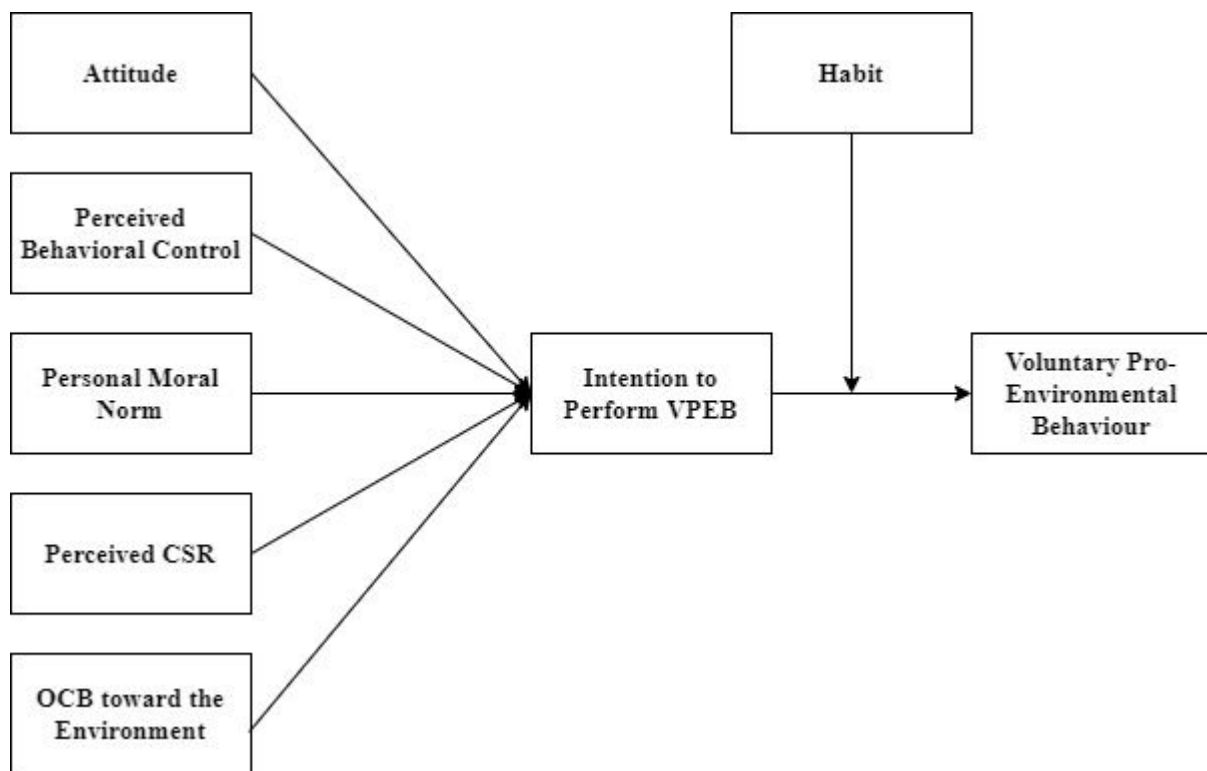 Attitude
Habit
Perceived
Behavioral Control
Personal Moral
Norm
Intention to
Perform VPEB
Voluntary Pro-
Environmental
Behaviour
Perceived CSR
OCB toward the
Environment